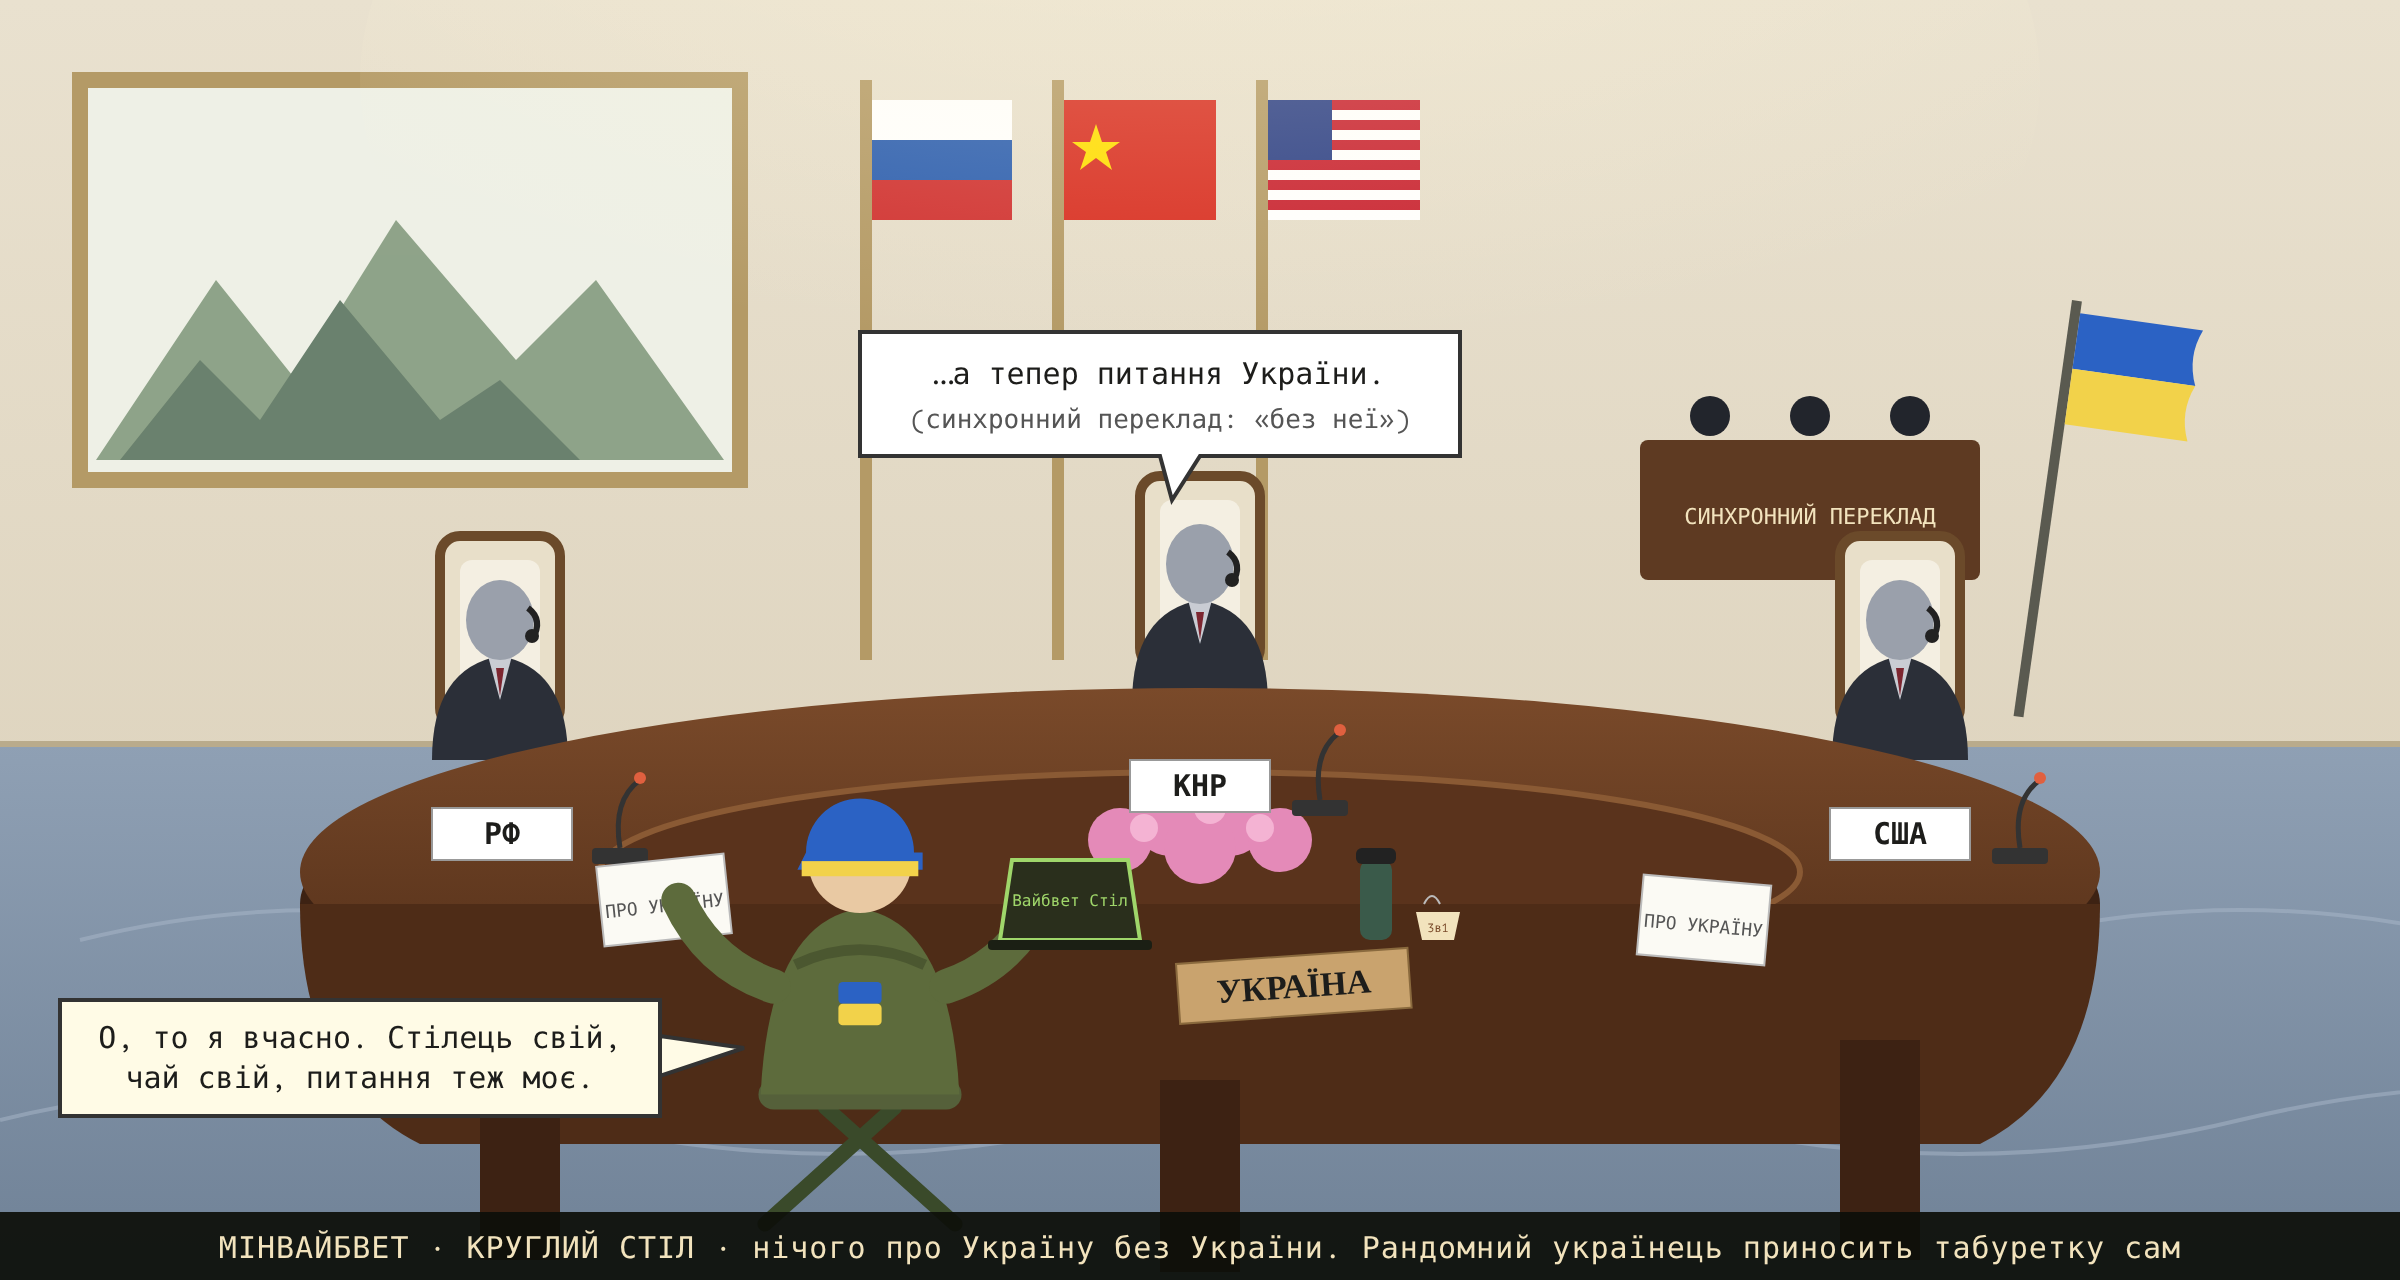 …а тепер питання України.
(синхронний переклад: «без неї»)
СИНХРОННИЙ ПЕРЕКЛАД
КНР
РФ
США
ПРО УКРАЇНУ
Вайбвет Стіл
3в1
ПРО УКРАЇНУ
УКРАЇНА
О, то я вчасно. Стілець свій,
чай свій, питання теж моє.
МІНВАЙБВЕТ · КРУГЛИЙ СТІЛ · нічого про Україну без України. Рандомний українець приносить табуретку сам